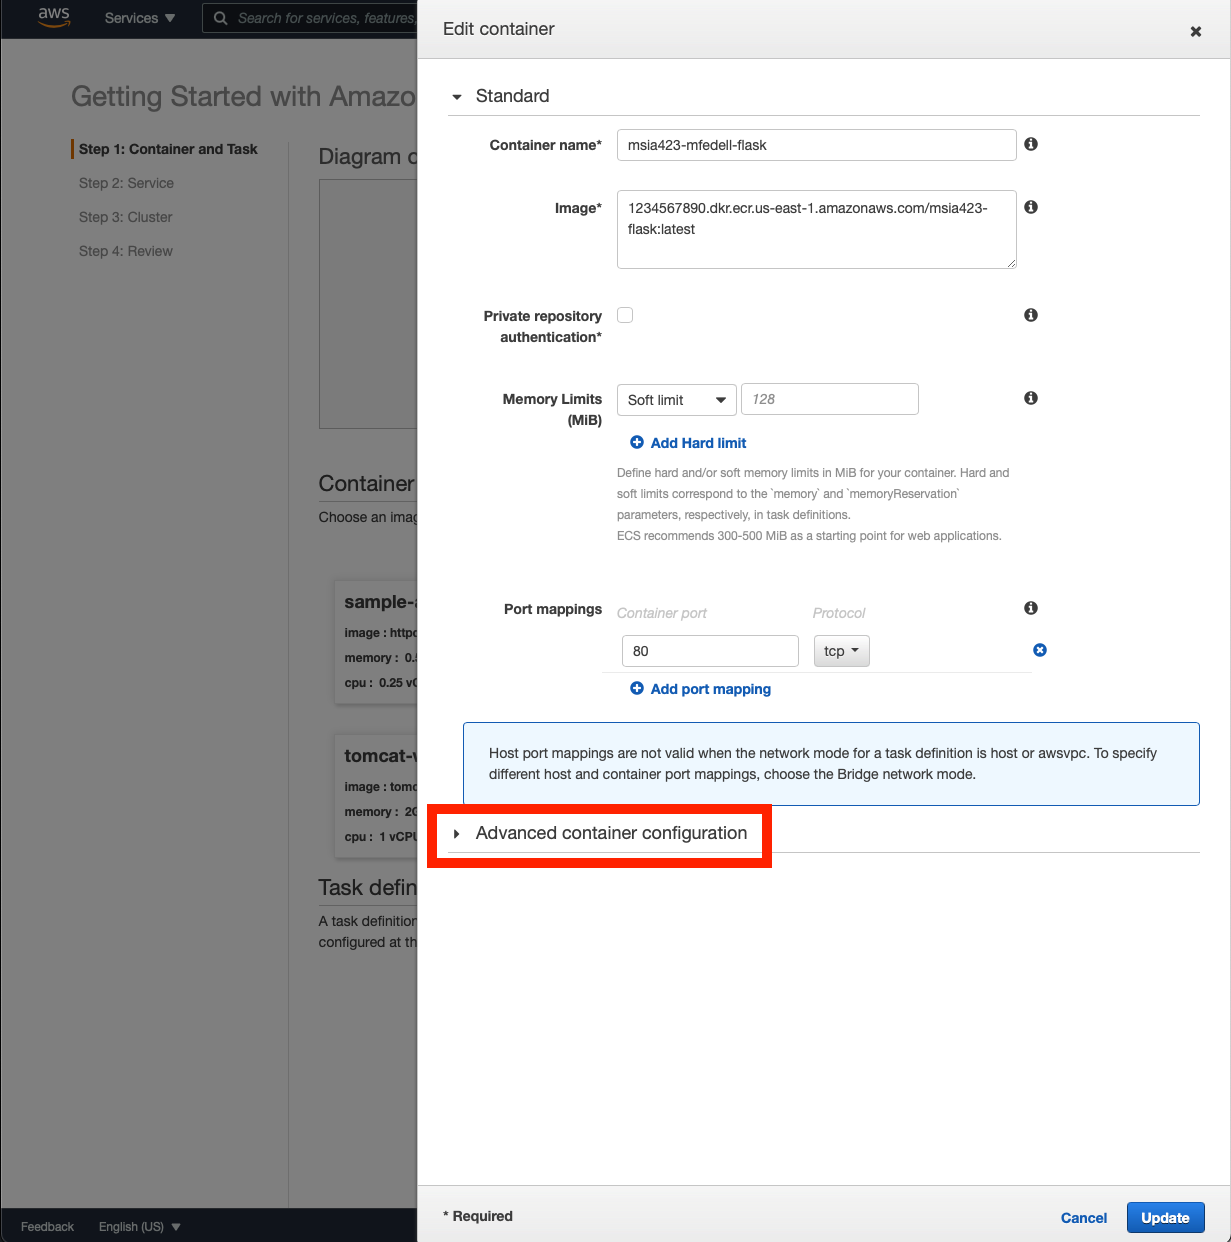 aws
Services
Search for services, features,
Edit container
Getting Started with Amazo
Step 1: Container and Task
Step 2: Service
Step 3: Cluster
Step 4: Review
Diagram o
Container
Choose an imag
sample-a
image : httpd
memory : 0.5
cpu : 0.25 vC
tomcat-w
image : tomc
memory : 2G
cpu : 1 vCPU
Task defin
A task definition
configured at th
Standard
Container name*
msia423-mfedell-flask
Image*
1234567890.dkr.ecr.us-east-1.amazonaws.com/msia423-
flask:latest
Private repository
authentication*
Memory Limits
(MiB)
Soft limit
128
Add Hard limit
Define hard and/or soft memory limits in MiB for your container. Hard and
soft limits correspond to the `memory` and `memoryReservation`
parameters, respectively, in task definitions.
ECS recommends 300-500 MiB as a starting point for web applications.
Port mappings
Container port
Protocol
80
tcp
Add port mapping
Host port mappings are not valid when the network mode for a task definition is host or awsvpc. To specify
different host and container port mappings, choose the Bridge network mode.
Advanced container configuration
* Required
Cancel
Update
Feedback
English (US)